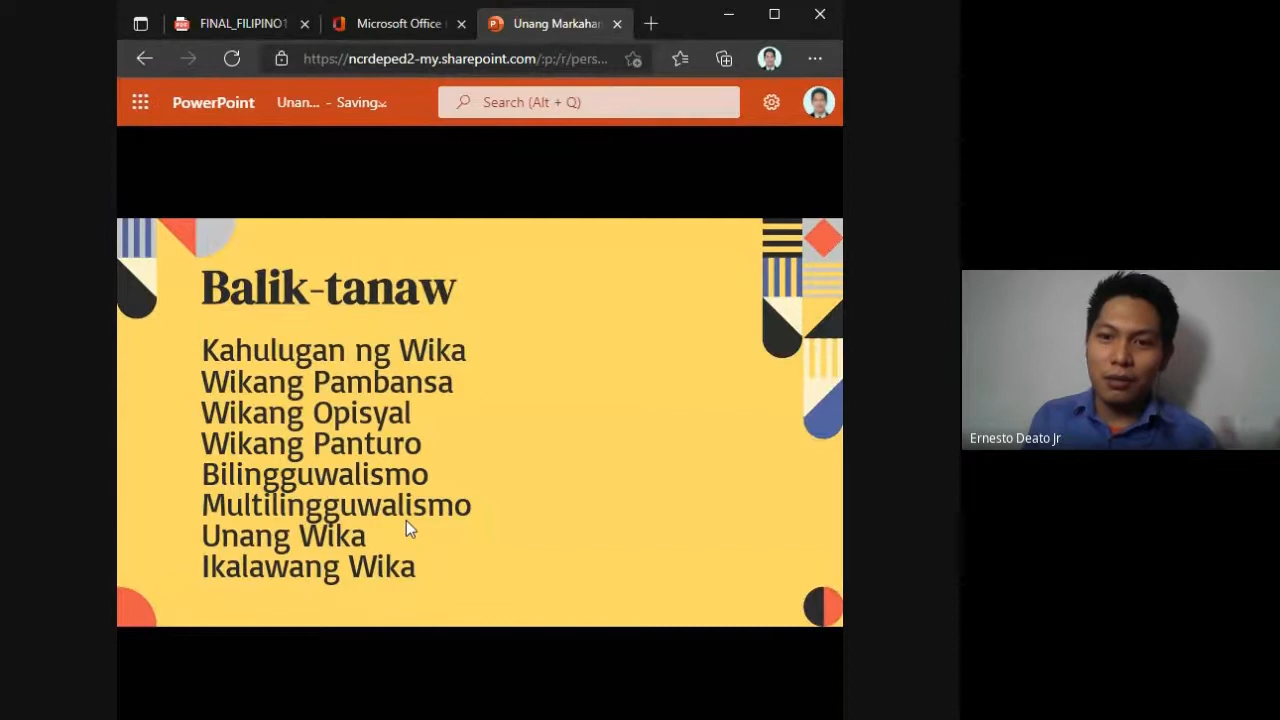 FINAL_FILIPINO1
Microsoft Office
Unang Markahan
https://ncrdeped2-my.sharepoint.com/:p:/r/pers...
PowerPoint
Unan... - Saving
Search (Alt + Q)
Balik-tanaw
Kahulugan ng Wika
Wikang Pambansa
Wikang Opisyal
Wikang Panturo
Bilingguwalismo
Multilingguwalismo
Unang Wika
Ikalawang Wika
Ernesto Deato Jr